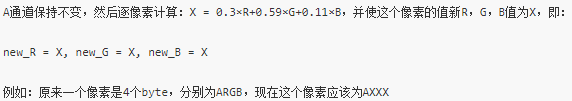 A通道保持不变，然后逐像素计算：X = 0.3×R+0.59×G+0.11×B，并使这个像素的值新R，G，B值为X，即：
new_R = X, new_G = X, new_B = X
例如：原来一个像素是4个byte，分别为ARGB，现在这个像素应该为AXXX